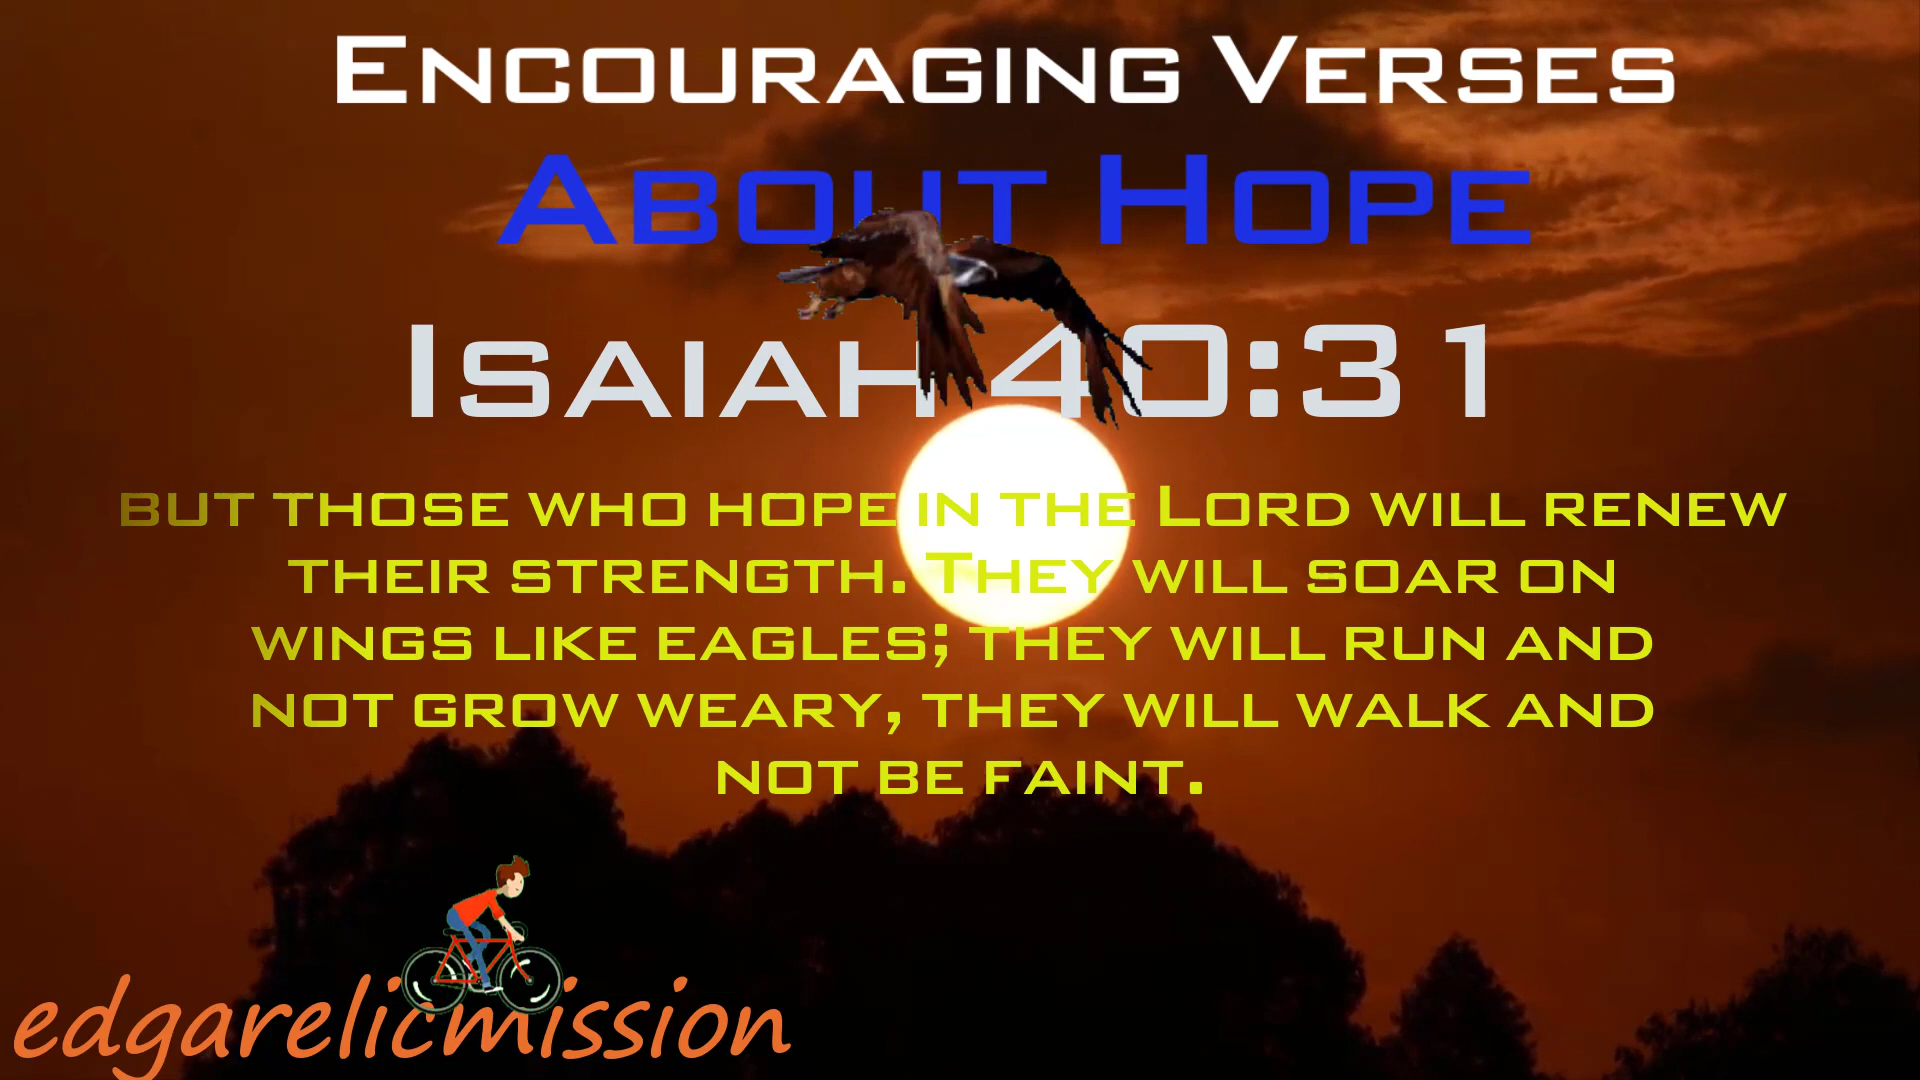 Encouraging Verses
About Hope
Isaiah 40:31
but those who hope in the Lord will renew
their strength. They will soar on
wings like eagles; they will run and
not grow weary, they will walk and
not be faint.
edgarelicmission